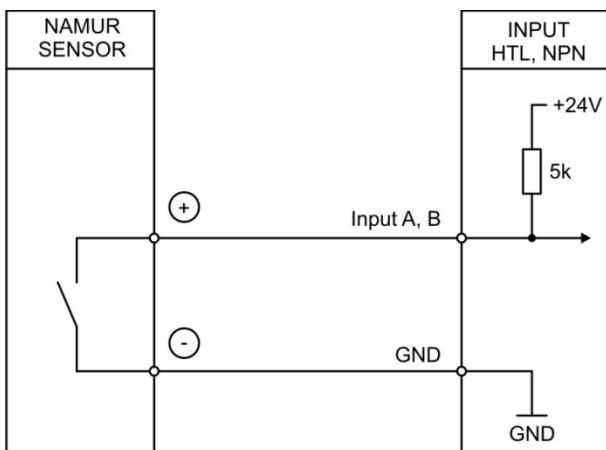 NAMUR
SENSOR
INPUT
HTL, NPN
+24V
5k
+
Input A, B
-
GND
GND